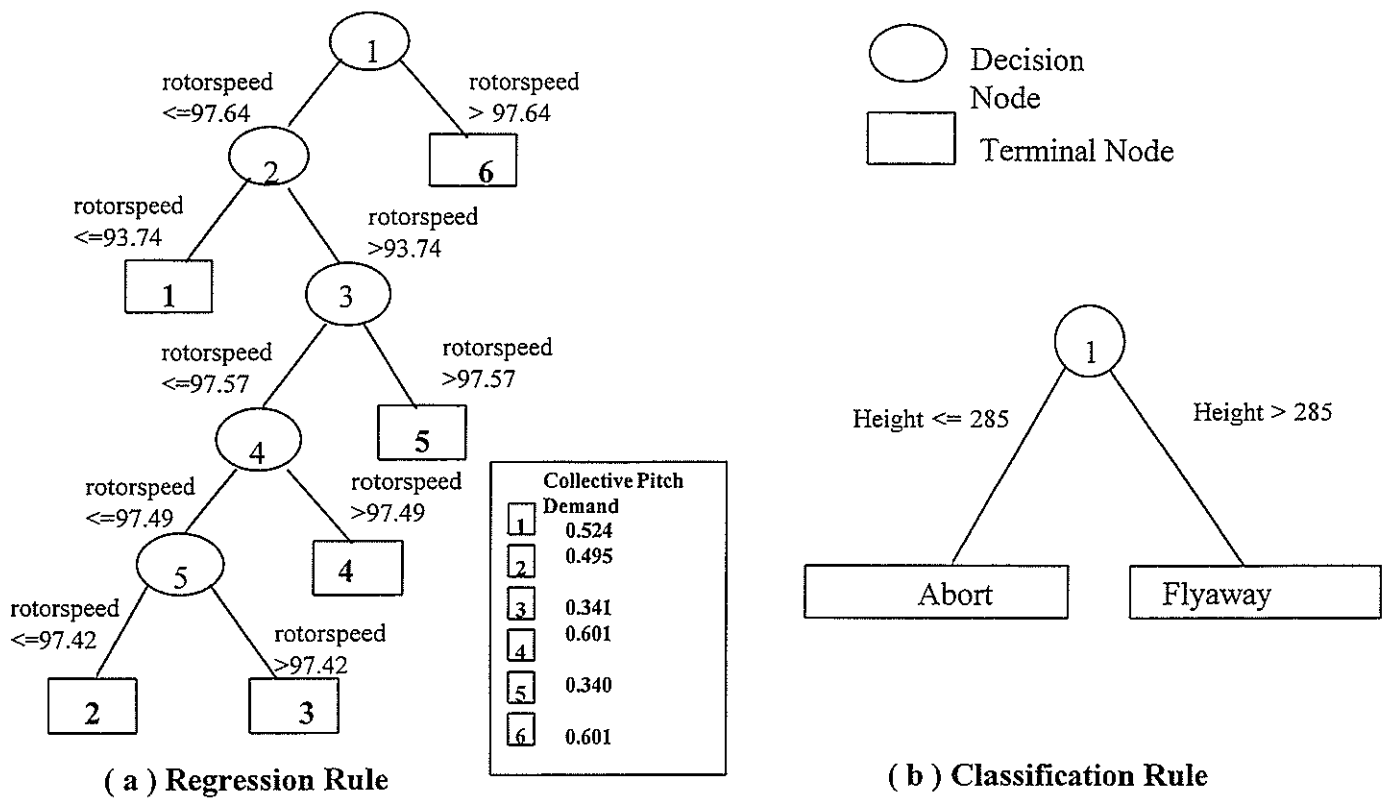 1
rotorspeed
<=97.64
rotorspeed
> 97.64
2
6
rotorspeed
<=93.74
rotorspeed
>93.74
1
3
rotorspeed
<=97.57
rotorspeed
>97.57
4
5
rotorspeed
<=97.49
rotorspeed
>97.49
5
4
rotorspeed
<=97.42
rotorspeed
>97.42
2
3
Collective Pitch
Demand
1 0.524
2 0.495
3 0.341
4 0.601
5 0.340
6 0.601
( a ) Regression Rule
Decision
Node
Terminal Node
1
Height <= 285
Height > 285
Abort
Flyaway
( b ) Classification Rule